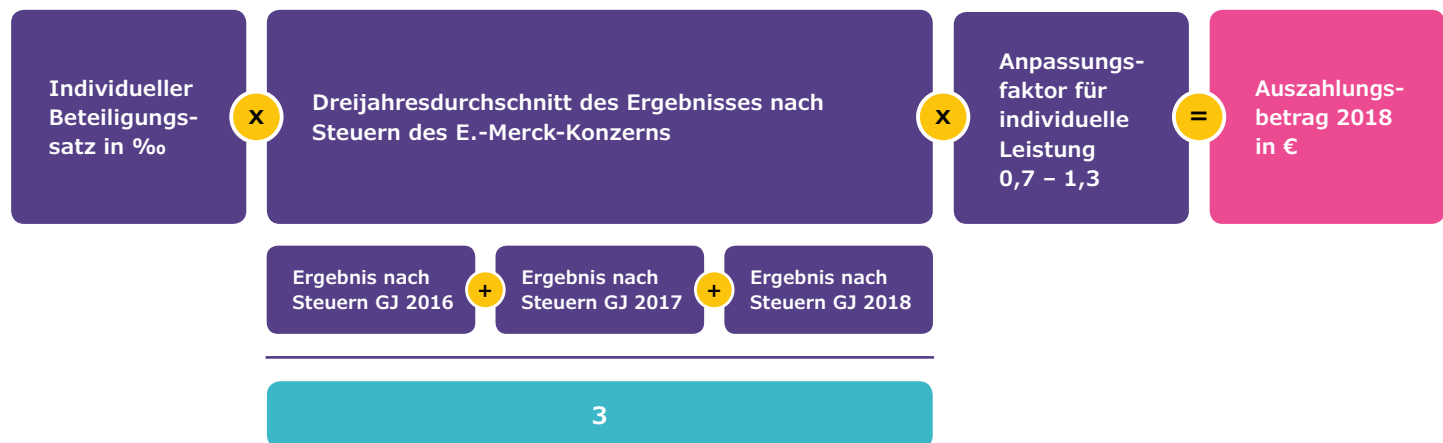 Individueller
Beteiligungs-
satz in ‰
x
Dreijahresdurchschnitt des Ergebnisses nach
Steuern des E.-Merck-Konzerns
x
Anpassungs-
faktor für
individuelle
Leistung
0,7 – 1,3
=
Auszahlungs-
betrag 2018
in €
Ergebnis nach
Steuern GJ 2016
+
Ergebnis nach
Steuern GJ 2017
+
Ergebnis nach
Steuern GJ 2018
3